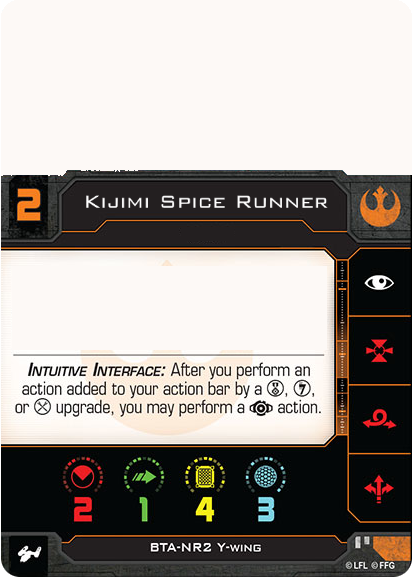 2 KIJIMI SPICE RUNNER
INTUITIVE INTERFACE: After you perform an
action added to your action bar by a , ,
or upgrade, you may perform a action.
2 1 4 3
BTA-NR2 Y-WING
© LFL © FFG